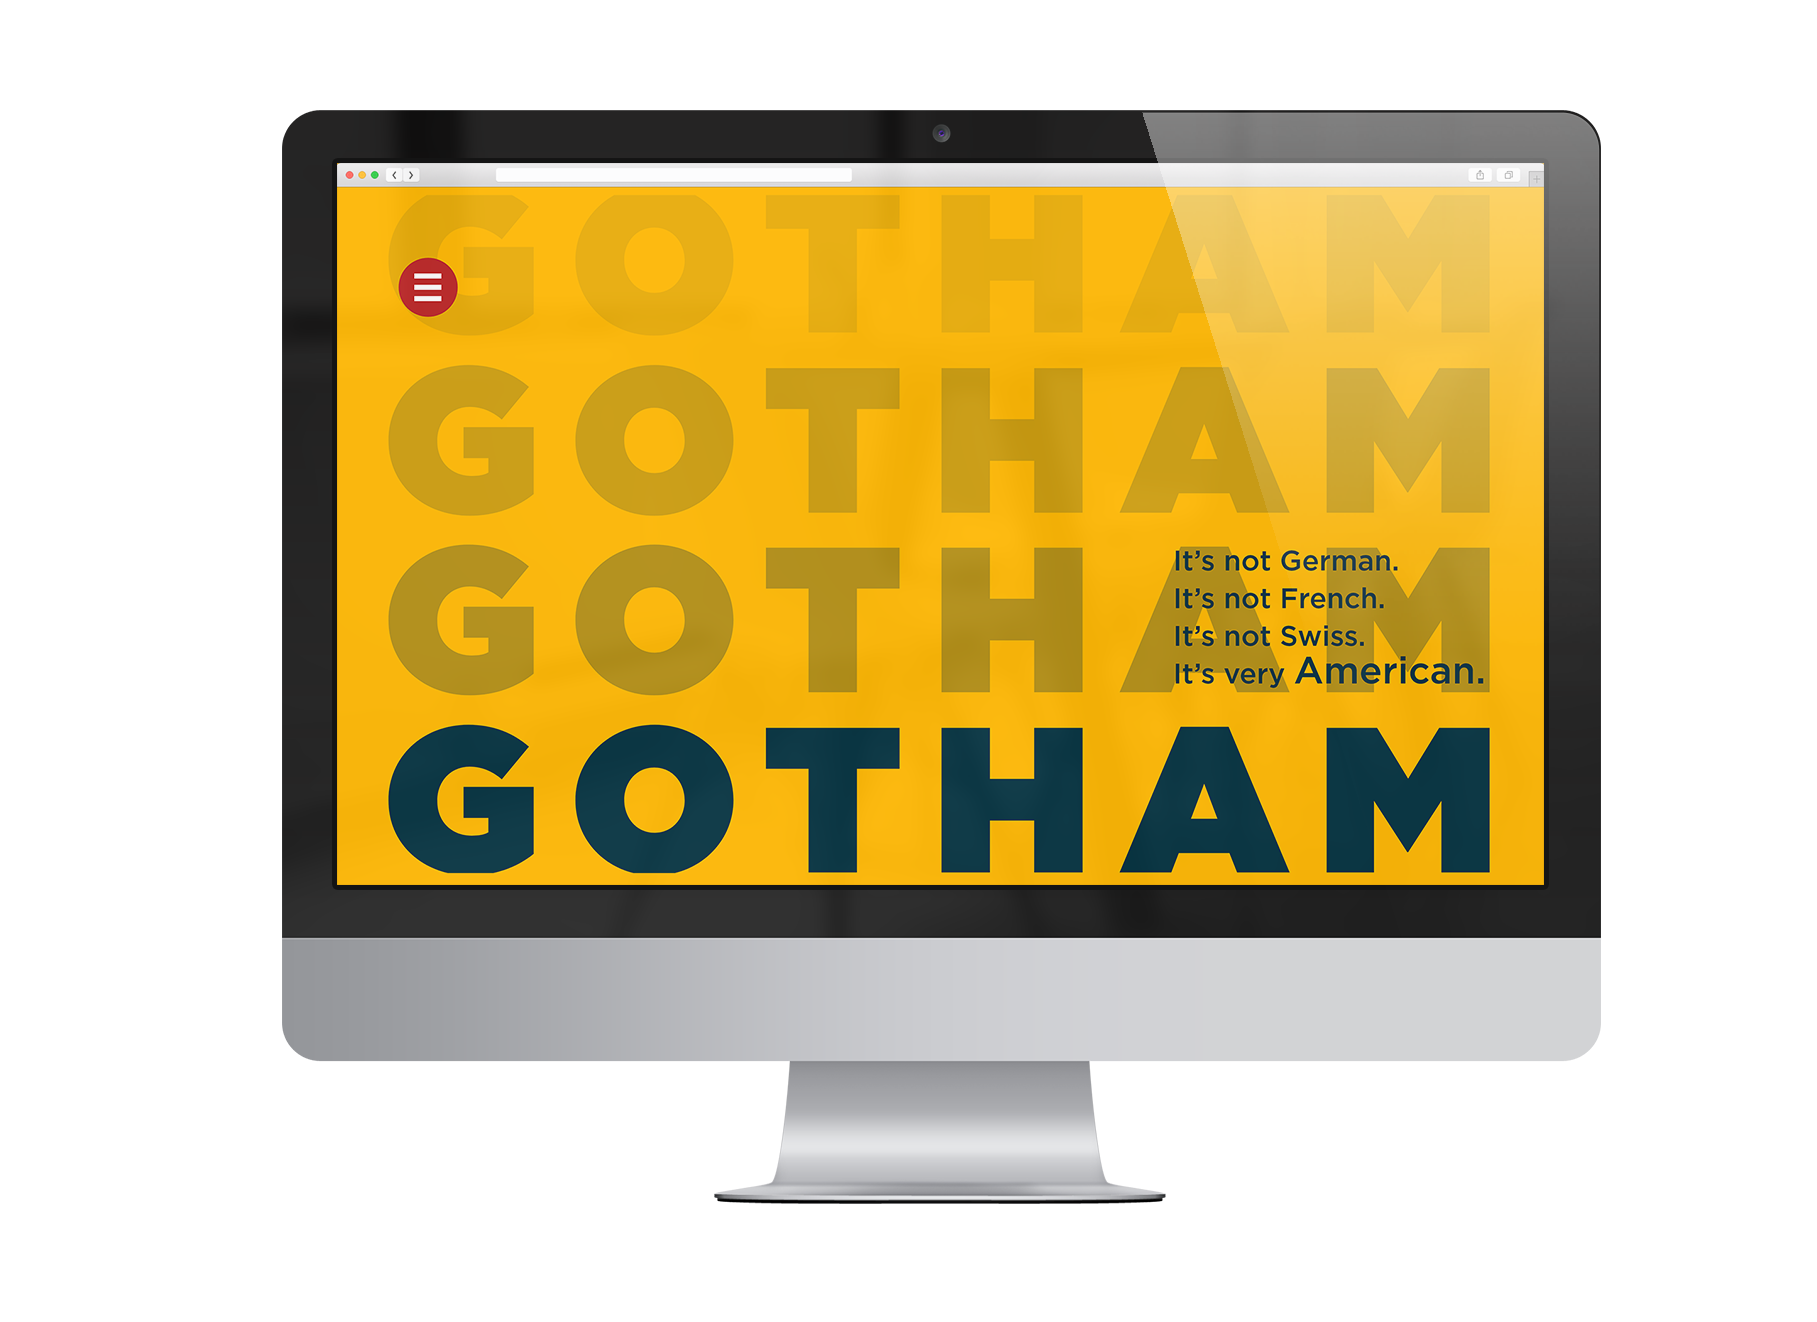 GOTHAM
GOTHAM
GOTHAM
It’s not German.
It’s not French.
It’s not Swiss.
It’s very American.
GOTHAM